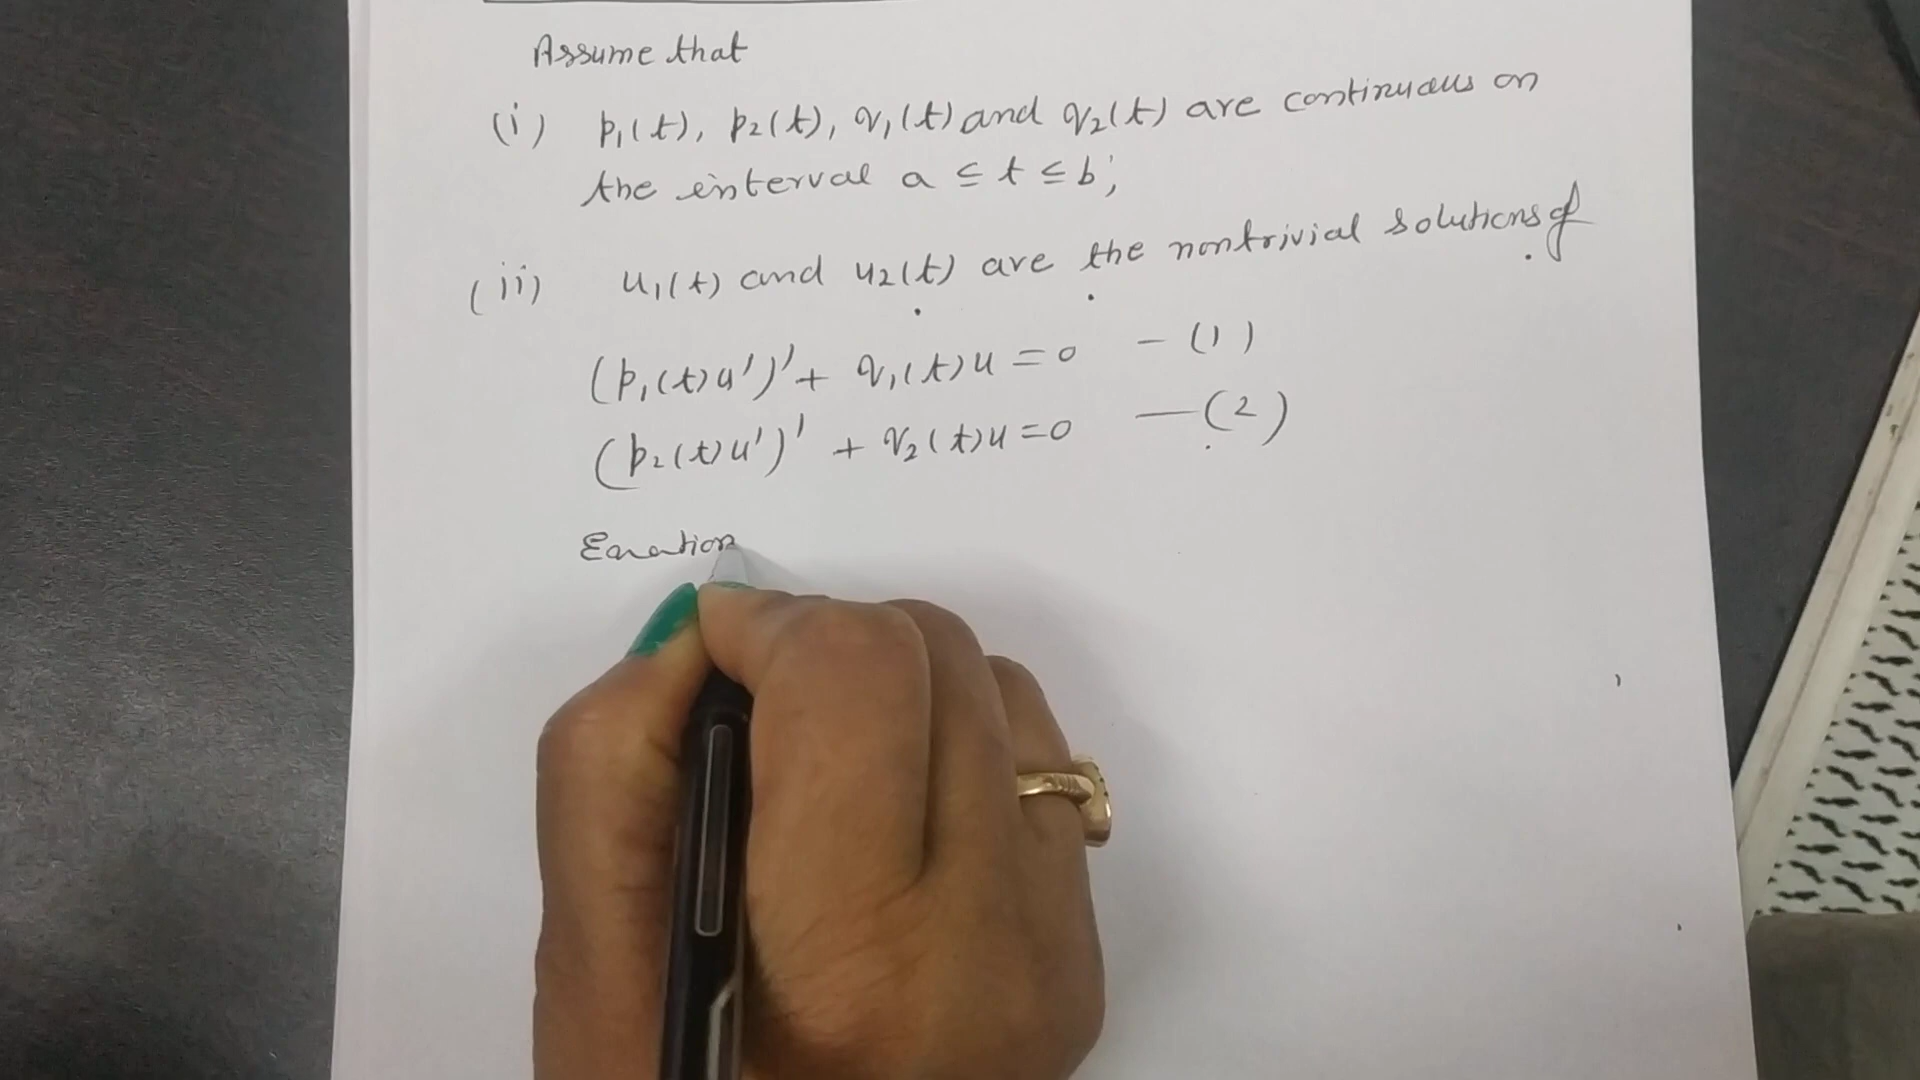 Assume that
(i) p₁(t), p₂(t), q₁(t) and q₂(t) are continuous on
the interval a ≤ t ≤ b;
(ii) u₁(t) and u₂(t) are the nontrivial solutions of
(p₁(t)u')' + q₁(t)u = 0 - (1)
(p₂(t)u')' + q₂(t)u = 0 — (2)
Equation